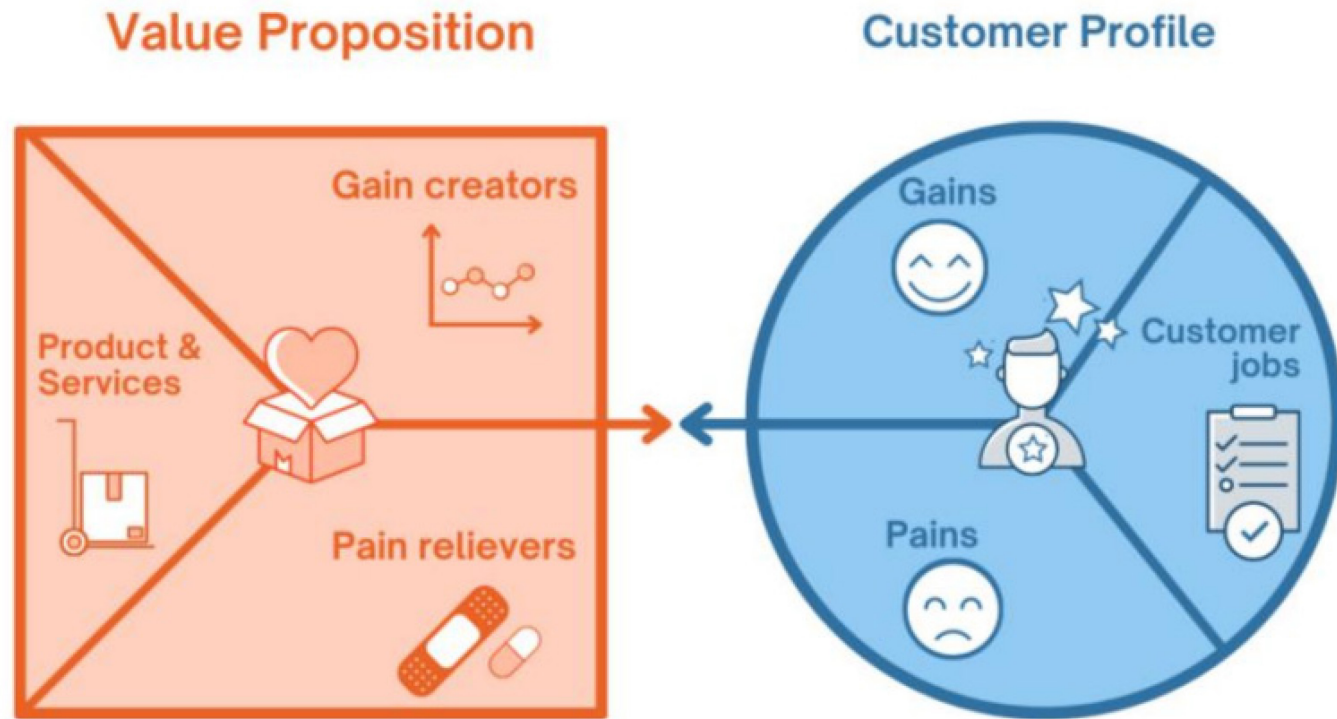 Value Proposition
Customer Profile
Gain creators
Product &
Services
Pain relievers
Gains
Customer
jobs
Pains